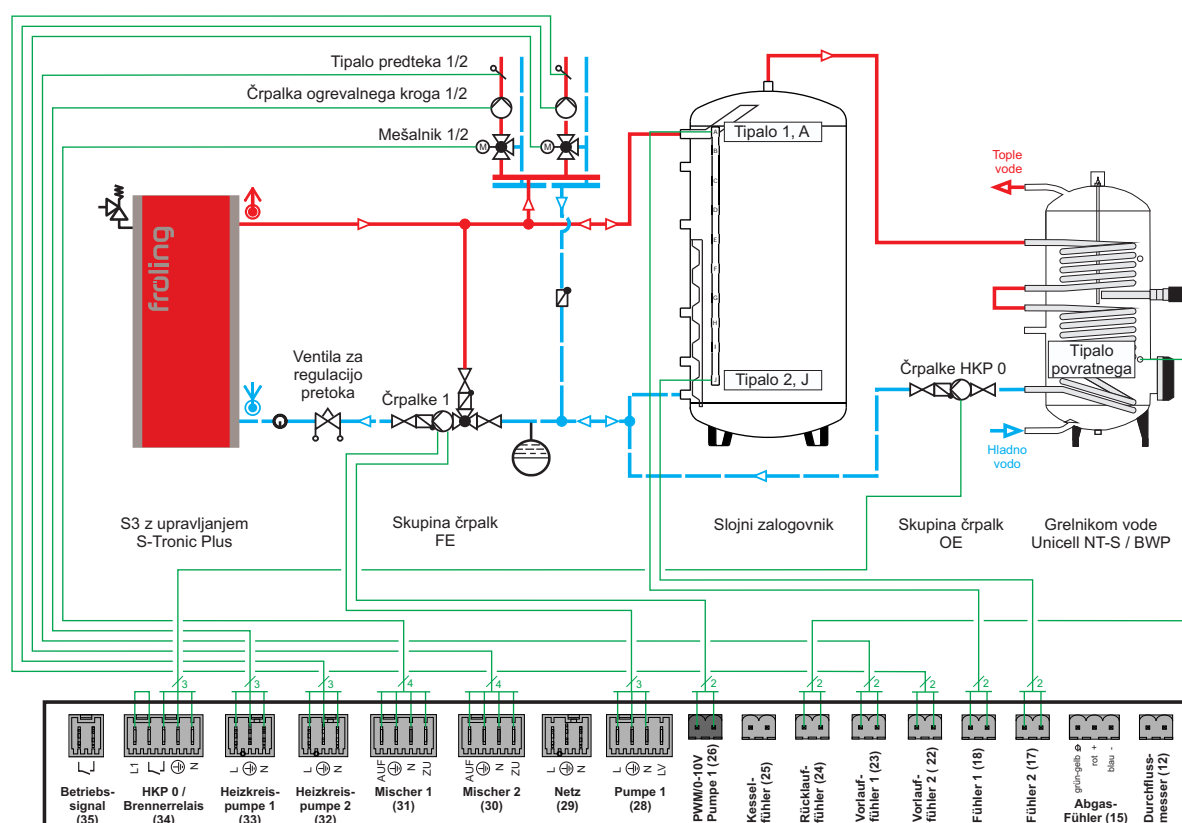 Tipalo predteka 1/2
Črpalka ogrevalnega kroga 1/2
Mešalnik 1/2
M
M
Tipalo 1, A
A
B
C
D
E
F
G
H
I
J
Tipalo 2, J
Tople
vode
fröling
Ventila za
regulacijo
pretoka
Črpalke 1
Črpalke HKP 0
Tipalo
povratnega
Hladno
vodo
S3 z upravljanjem
S-Tronic Plus
Skupina črpalk
FE
Slojni zalogovnik
Skupina črpalk
OE
Grelnikom vode
Unicell NT-S / BWP
3
3
3
4
4
3
2
2
2
2
2
2
L1
N
L
N
L
N
AUF
N
ZU
AUF
N
ZU
L
N
L
N
LV
grün-gelb
rot +
blau -
Betriebs-
signal
(35)
HKP 0 /
Brennerrelais
(34)
Heizkreis-
pumpe 1
(33)
Heizkreis-
pumpe 2
(32)
Mischer 1
(31)
Mischer 2
(30)
Netz
(29)
Pumpe 1
(28)
PWM/0-10V
Pumpe 1 (26)
Kessel-
fühler (25)
Rücklauf-
fühler (24)
Vorlauf-
fühler 1 (23)
Vorlauf-
fühler 2 ( 22)
Fühler 1 (18)
Fühler 2 (17)
Abgas-
Fühler (15)
Durchfluss-
messer (12)